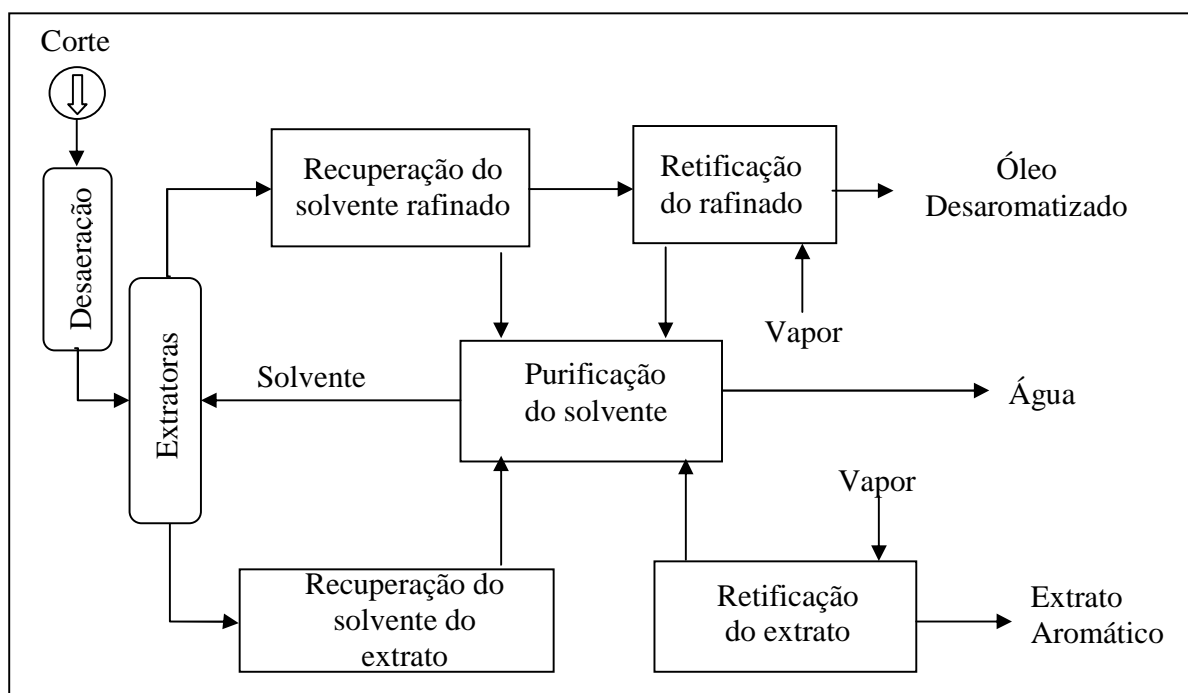 Corte
Desaeração
Extratoras
Recuperação do
solvente rafinado
Retificação
do rafinado
Óleo
Desaromatizado
Vapor
Solvente
Purificação
do solvente
Água
Vapor
Recuperação do
solvente do
extrato
Retificação
do extrato
Extrato
Aromático